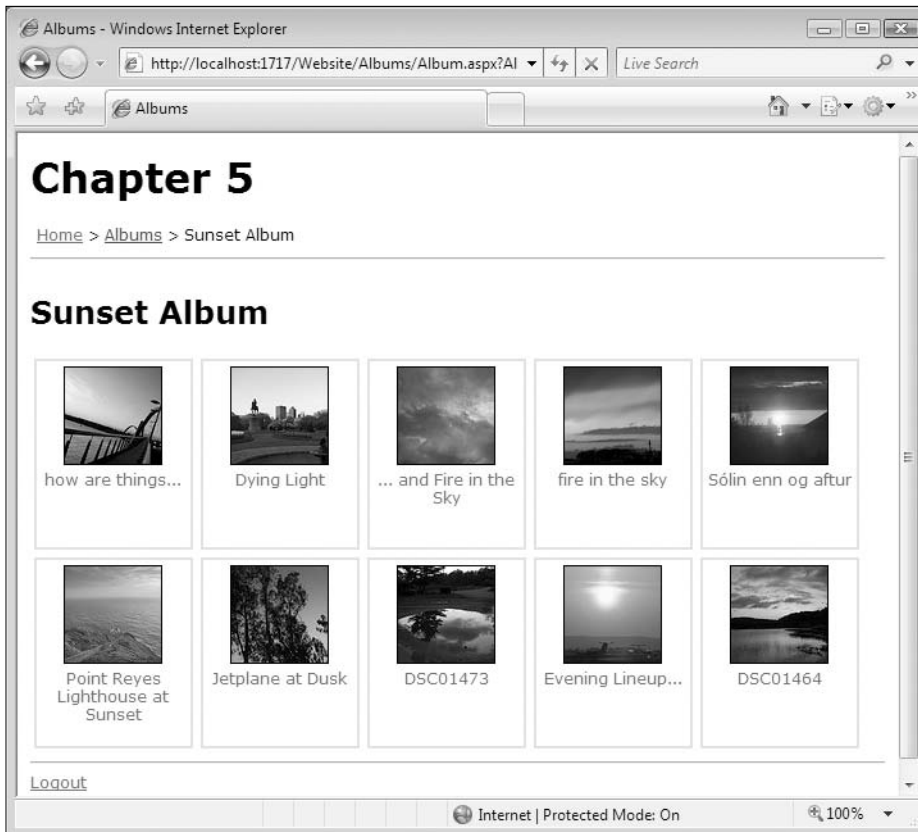 Albums - Windows Internet Explorer
http://localhost:1717/Website/Albums/Album.aspx?Al
Live Search
Albums
Chapter 5
Home > Albums > Sunset Album
Sunset Album
how are things...
Dying Light
... and Fire in the
Sky
fire in the sky
Sólin enn og aftur
Point Reyes
Lighthouse at
Sunset
Jetplane at Dusk
DSC01473
Evening Lineup...
DSC01464
Logout
Internet | Protected Mode: On
100%